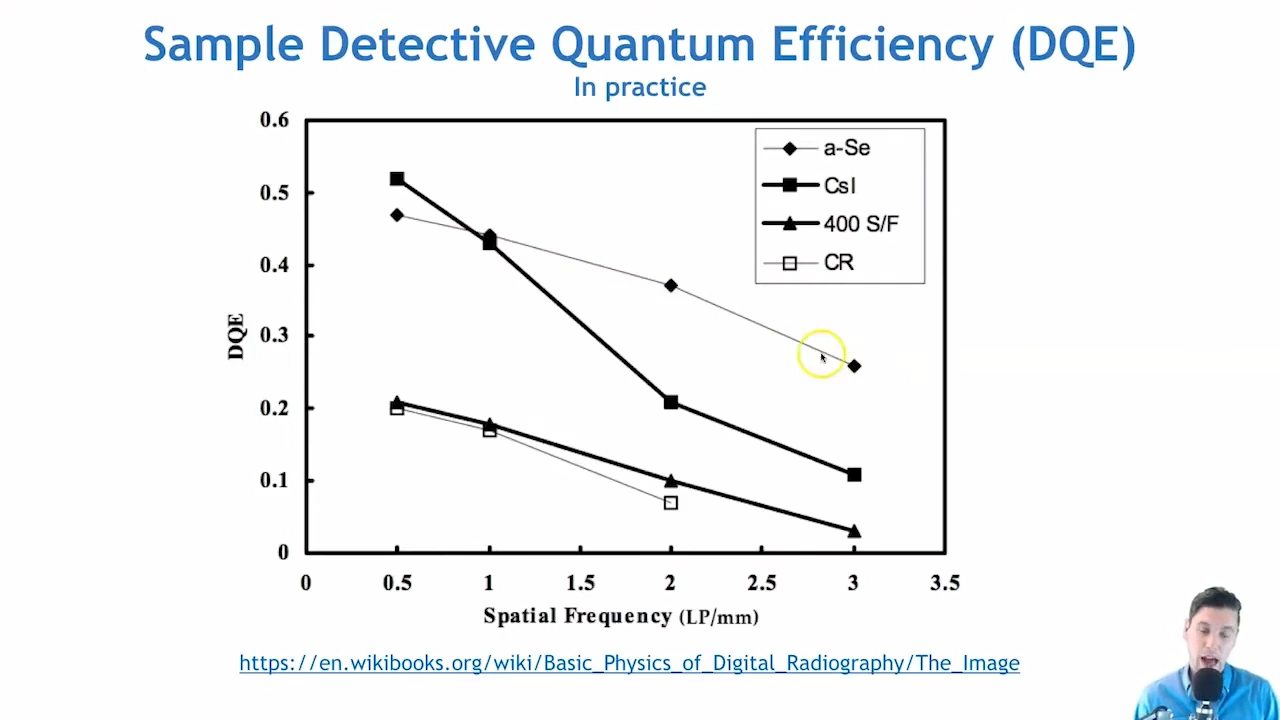 Sample Detective Quantum Efficiency (DQE)
In practice
0.6
0.5
0.4
0.3
0.2
0.1
0
DQE
a-Se
CsI
400 S/F
CR
0 0.5 1 1.5 2 2.5 3 3.5
Spatial Frequency (LP/mm)
https://en.wikibooks.org/wiki/Basic_Physics_of_Digital_Radiography/The_Image